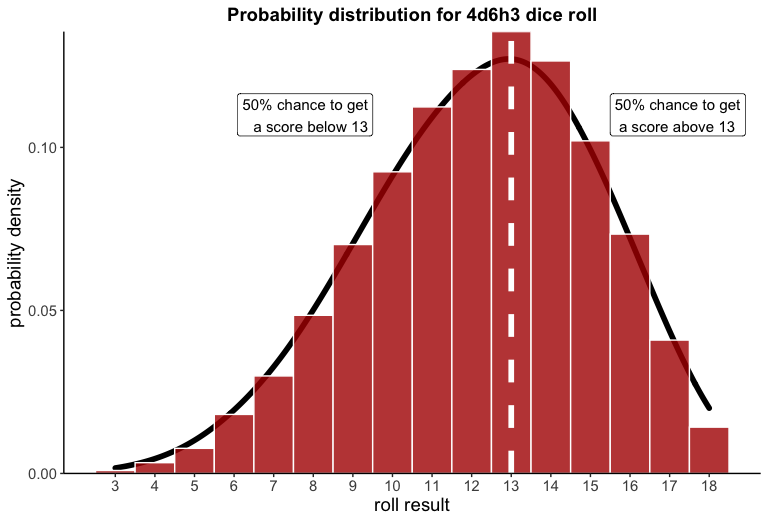 Probability distribution for 4d6h3 dice roll
50% chance to get
a score below 13
50% chance to get
a score above 13
probability density
0.10
0.05
0.00
3 4 5 6 7 8 9 10 11 12 13 14 15 16 17 18
roll result